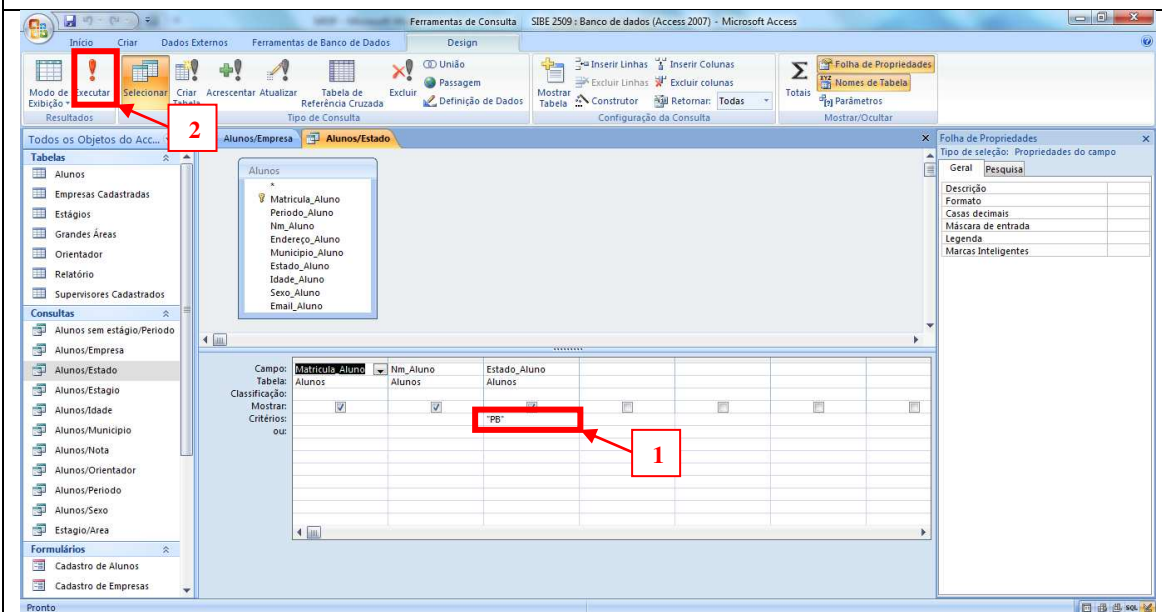 Ferramentas de Consulta SIBE 2509 : Banco de dados (Access 2007) - Microsoft Access
Início Criar Dados Externos Ferramentas de Banco de Dados Design
Modo de Exibição
Executar
Selecionar
Criar Tabela
Acrescentar
Atualizar
Tabela de Referência Cruzada
Excluir
União
Passagem
Definição de Dados
Mostrar Tabela
Inserir Linhas
Excluir Linhas
Construtor
Inserir Colunas
Excluir colunas
Retornar: Todas
Totais
Folha de Propriedades
Nomes de Tabela
Parâmetros
Resultados
Tipo de Consulta
Configuração da Consulta
Mostrar/Ocultar
2
Todos os Objetos do Acc...
Tabelas
Alunos
Empresas Cadastradas
Estágios
Grandes Áreas
Orientador
Relatório
Supervisores Cadastrados
Consultas
Alunos sem estágio/Periodo
Alunos/Empresa
Alunos/Estado
Alunos/Estagio
Alunos/Idade
Alunos/Municipio
Alunos/Nota
Alunos/Orientador
Alunos/Periodo
Alunos/Sexo
Estagio/Area
Formulários
Cadastro de Alunos
Cadastro de Empresas
Alunos/Empresa Alunos/Estado
Alunos
*
Matricula_Aluno
Periodo_Aluno
Nm_Aluno
Endereço_Aluno
Municipio_Aluno
Estado_Aluno
Idade_Aluno
Sexo_Aluno
Email_Aluno
Campo: Matricula_Aluno Nm_Aluno Estado_Aluno
Tabela: Alunos Alunos Alunos
Classificação:
Mostrar:
Critérios: "PB"
ou:
1
Folha de Propriedades
Tipo de seleção: Propriedades do campo
Geral Pesquisa
Descrição
Formato
Casas decimais
Máscara de entrada
Legenda
Marcas Inteligentes
Pronto
SQL